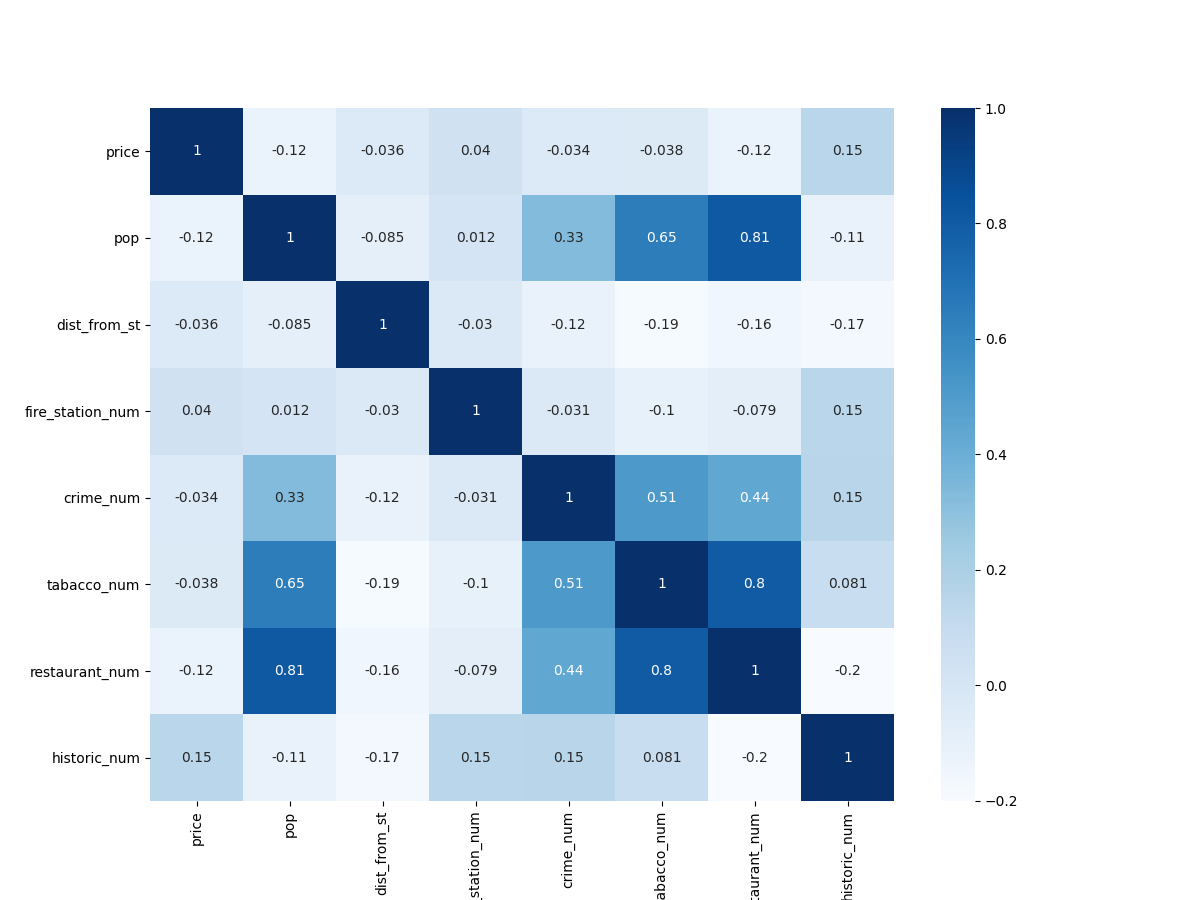 price 1 -0.12 -0.036 0.04 -0.034 -0.038 -0.12 0.15
pop -0.12 1 -0.085 0.012 0.33 0.65 0.81 -0.11
dist_from_st -0.036 -0.085 1 -0.03 -0.12 -0.19 -0.16 -0.17
fire_station_num 0.04 0.012 -0.03 1 -0.031 -0.1 -0.079 0.15
crime_num -0.034 0.33 -0.12 -0.031 1 0.51 0.44 0.15
tabacco_num -0.038 0.65 -0.19 -0.1 0.51 1 0.8 0.081
restaurant_num -0.12 0.81 -0.16 -0.079 0.44 0.8 1 -0.2
historic_num 0.15 -0.11 -0.17 0.15 0.15 0.081 -0.2 1
price
pop
dist_from_st
_station_num
crime_num
abacco_num
taurant_num
historic_num
1.0
0.8
0.6
0.4
0.2
0.0
−0.2